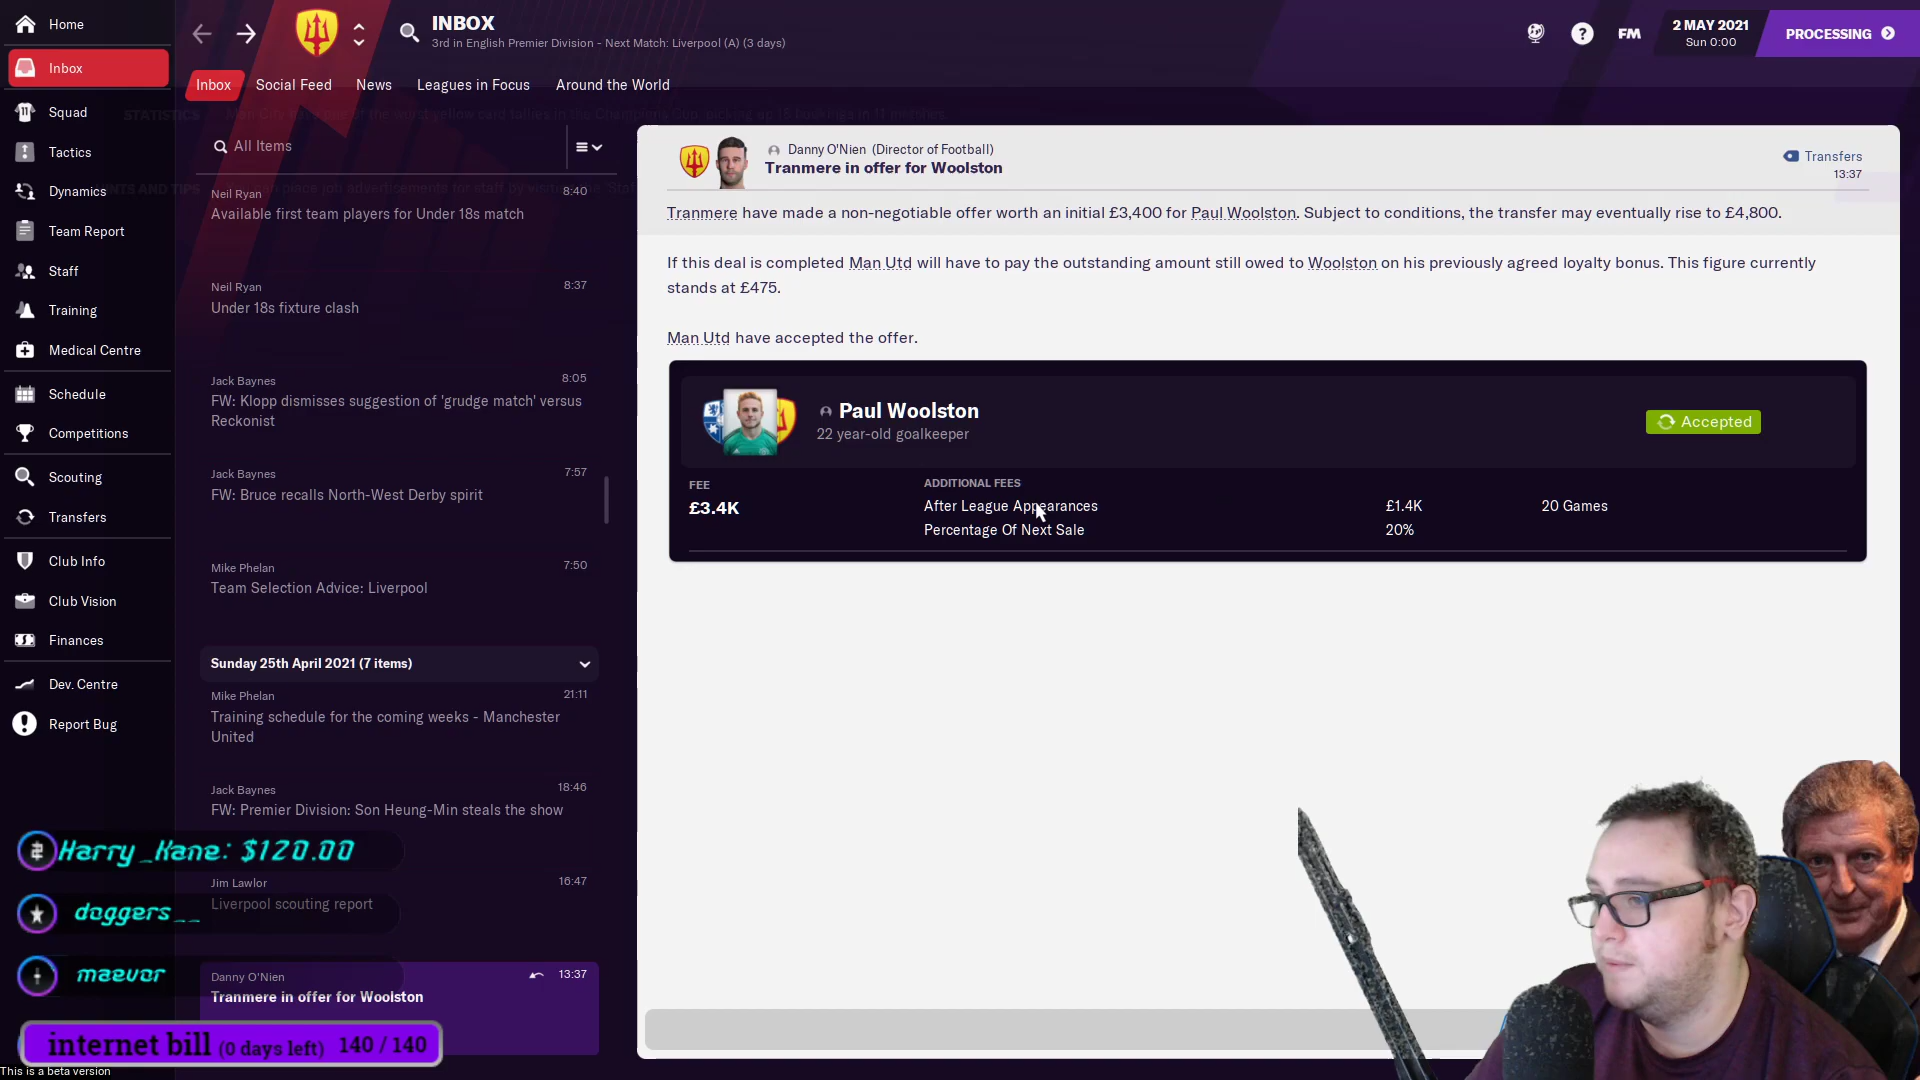 Home
Inbox
Squad
Tactics
Dynamics
Team Report
Staff
Training
Medical Centre
Schedule
Competitions
Scouting
Transfers
Club Info
Club Vision
Finances
Dev. Centre
Report Bug
INBOX
3rd in English Premier Division - Next Match: Liverpool (A) (3 days)
FM
2 MAY 2021
Sun 0:00
PROCESSING
Inbox
Social Feed
News
Leagues in Focus
Around the World
STATISTICS
All Items
Neil Ryan 8:40
Available first team players for Under 18s match
Neil Ryan 8:37
Under 18s fixture clash
Jack Baynes 8:05
FW: Klopp dismisses suggestion of 'grudge match' versus
Reckonist
Jack Baynes 7:57
FW: Bruce recalls North-West Derby spirit
Mike Phelan 7:50
Team Selection Advice: Liverpool
Sunday 25th April 2021 (7 items)
Mike Phelan 21:11
Training schedule for the coming weeks - Manchester
United
Jack Baynes 18:46
FW: Premier Division: Son Heung-Min steals the show
Jim Lawlor 16:47
Liverpool scouting report
Danny O'Nien 13:37
Tranmere in offer for Woolston
Danny O'Nien (Director of Football)
Tranmere in offer for Woolston
Transfers
13:37
Tranmere have made a non-negotiable offer worth an initial £3,400 for Paul Woolston. Subject to conditions, the transfer may eventually rise to £4,800.
If this deal is completed Man Utd will have to pay the outstanding amount still owed to Woolston on his previously agreed loyalty bonus. This figure currently
stands at £475.
Man Utd have accepted the offer.
Paul Woolston
22 year-old goalkeeper
Accepted
FEE
£3.4K
ADDITIONAL FEES
After League Appearances £1.4K 20 Games
Percentage Of Next Sale 20%
Harry_Kane: $120.00
daggers__
maevor
internet bill (0 days left) 140 / 140
This is a beta version